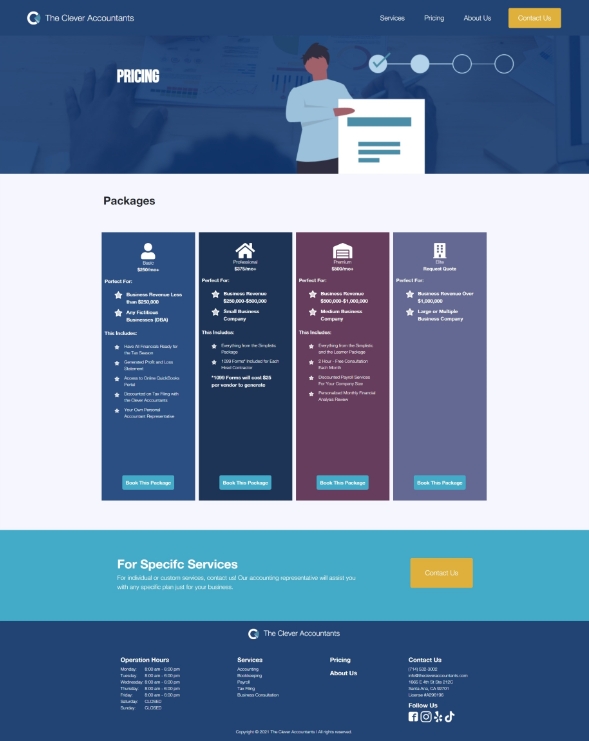 The Clever Accountants
Services
Pricing
About Us
Contact Us
PRICING
Packages
Basic
$250/mo+
Perfect For:
Business Revenue Less
than $250,000
Any Fictitious
Businesses (DBA)
This Includes:
Have All Financials Ready for
the Tax Season
Generated Profit and Loss
Statement
Access to Online QuickBooks
Portal
Discounted on Tax Filing with
the Clever Accountants
Your Own Personal
Accountant Representative
Book This Package
Professional
$375/mo+
Perfect For:
Business Revenue
$250,000-$500,000
Small Business
Company
This Includes:
Everything from the Simplistic
Package
1099 Forms* Included for Each
Hired Contractor
*1099 Forms will cost $25
per vendor to generate
Book This Package
Premium
$500/mo+
Perfect For:
Business Revenue
$500,000-$1,000,000
Medium Business
Company
This Includes:
Everything from the Simplistic
and the Learner Package
2 Hour - Free Consultation
Each Month
Discounted Payroll Services
For Your Company Size
Personalized Monthly Financial
Analysis Review
Book This Package
Elite
Request Quote
Perfect For:
Business Revenue Over
$1,000,000
Large or Multiple
Business Company
Book This Package
For Specifc Services
For individual or custom services, contact us! Our accounting representative will assist you
with any specific plan just for your business.
Contact Us
The Clever Accountants
Operation Hours
Monday 8:00 am - 6:00 pm
Tuesday 8:00 am - 6:00 pm
Wednesday 8:00 am - 6:00 pm
Thursday 8:00 am - 6:00 pm
Friday 8:00 am - 6:00 pm
Saturday CLOSED
Sunday CLOSED
Services
Accounting
Bookkeeping
Payroll
Tax Filing
Business Consultation
Pricing
About Us
Contact Us
info@thecleveraccountants.com
Santa Ana, CA 92701
Follow Us
Copyright © 2021 The Clever Accountants | All rights reserved.